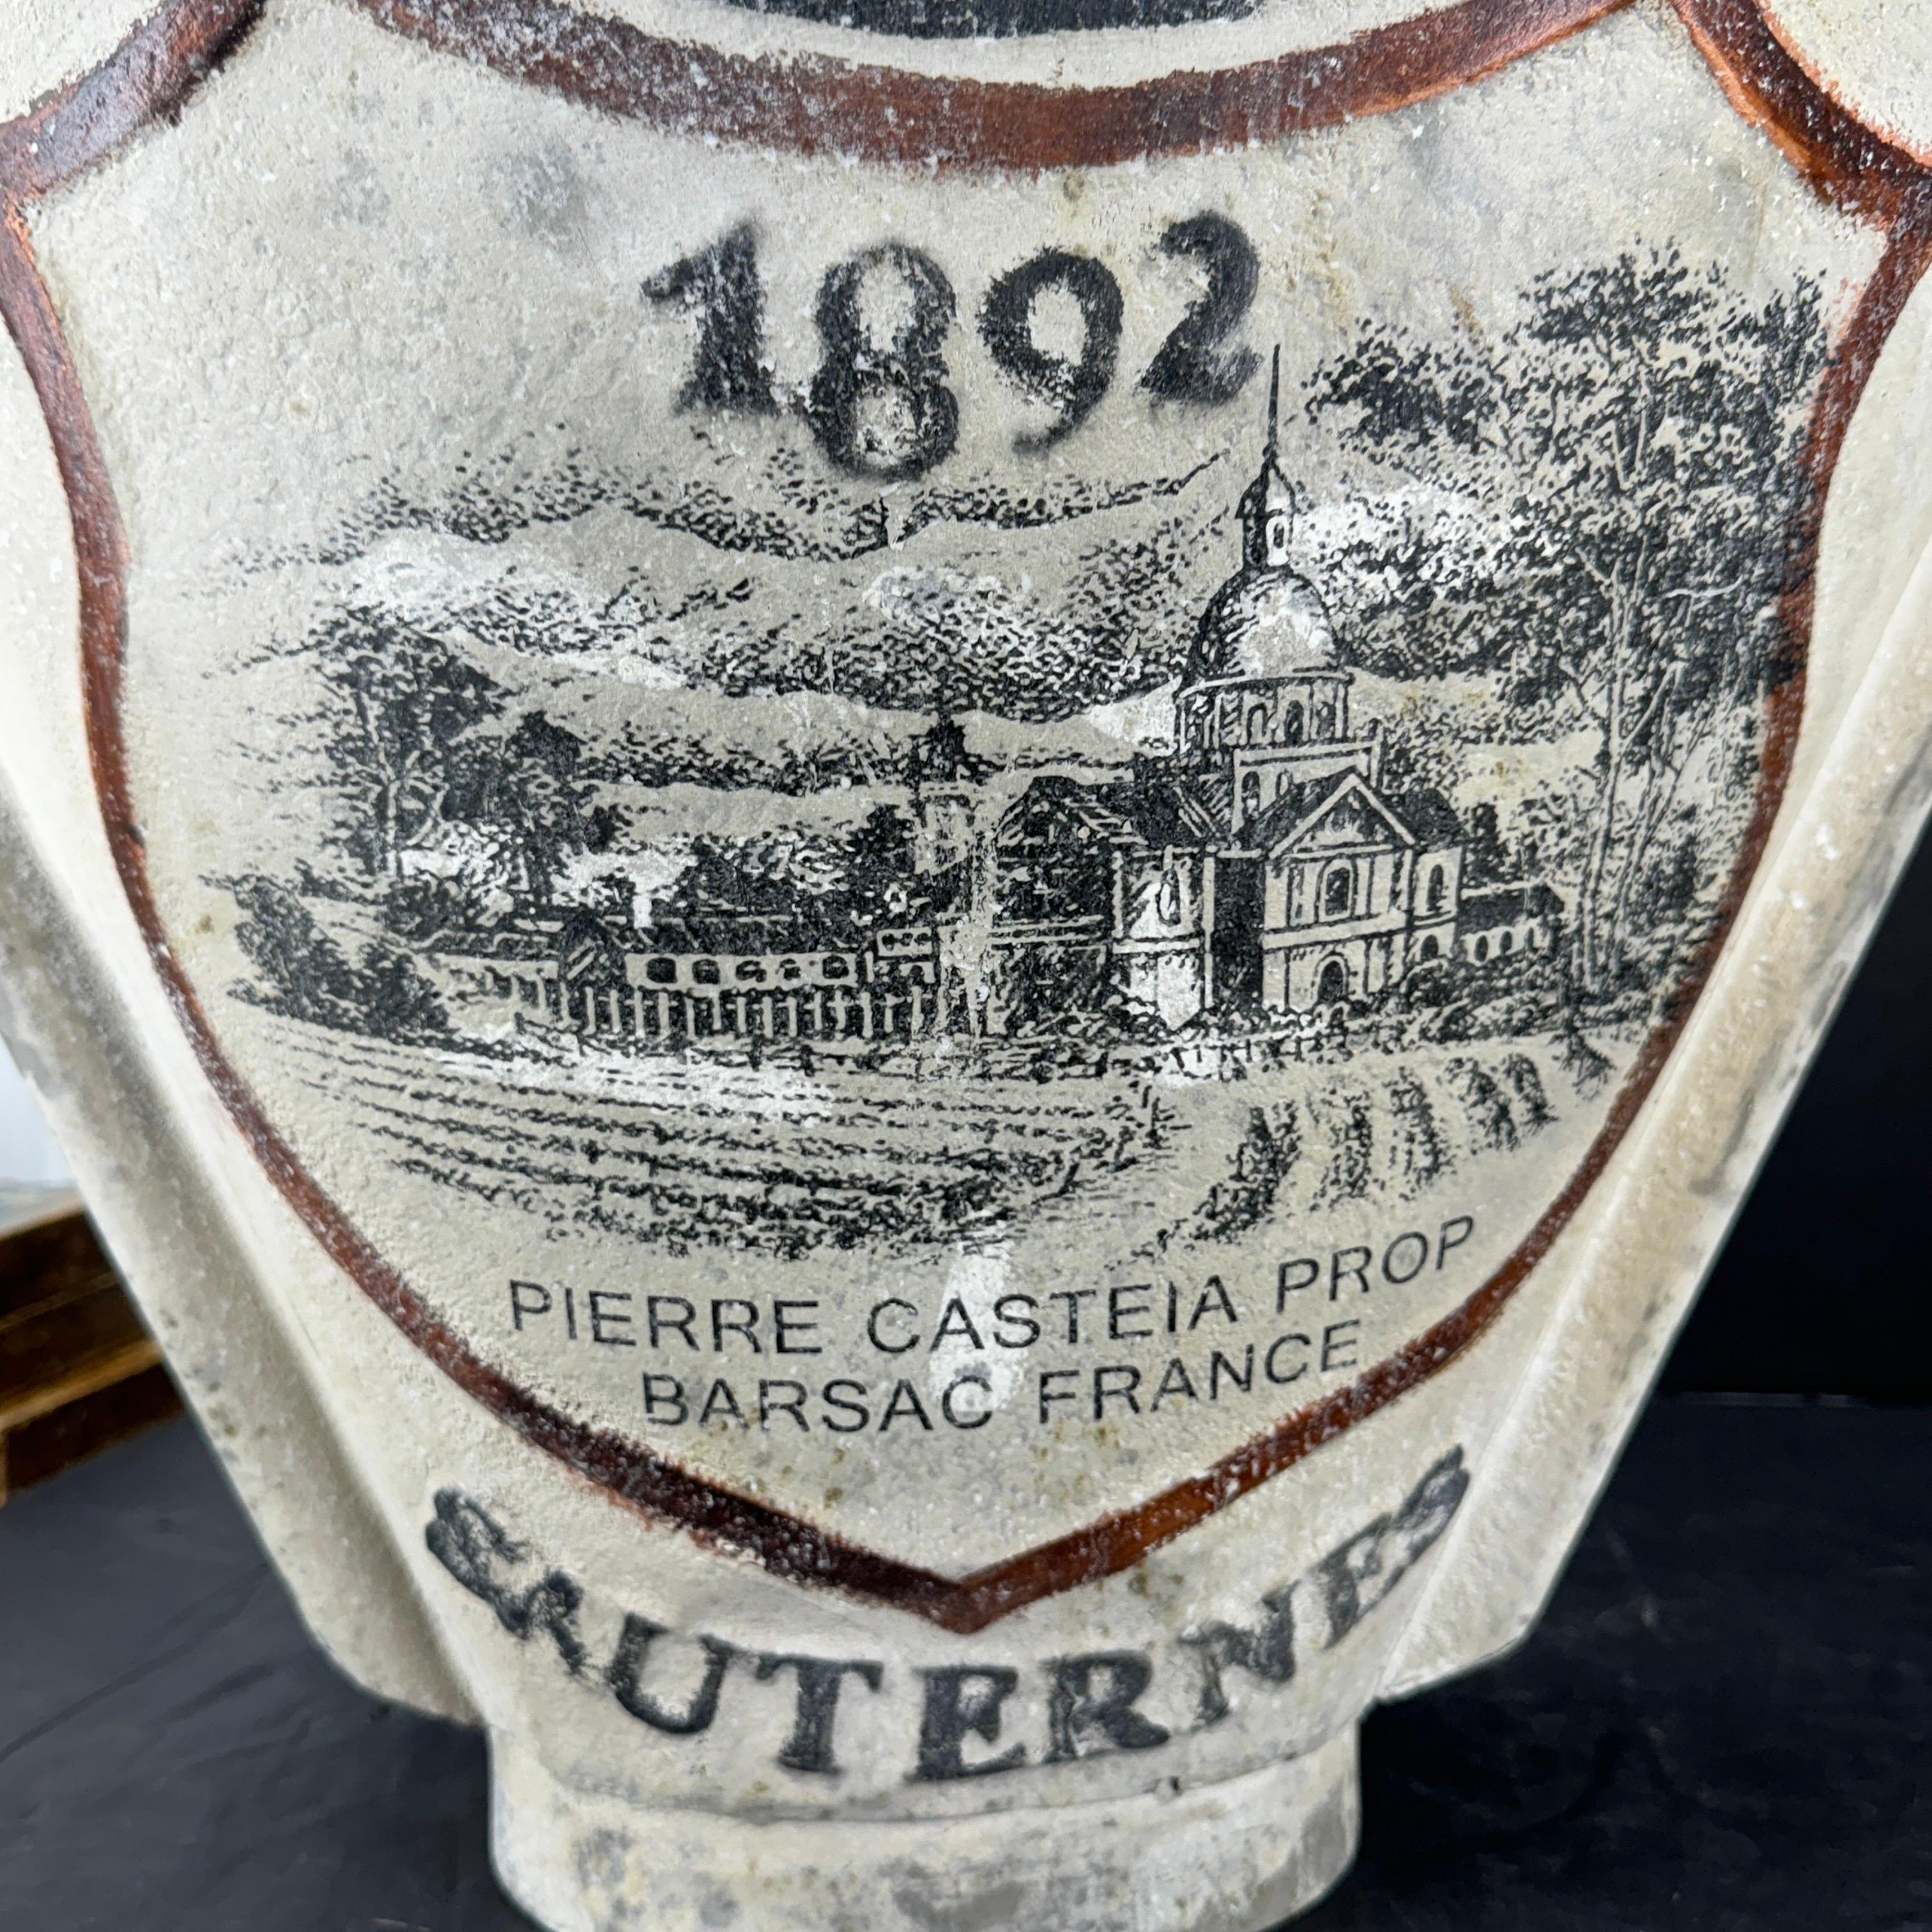 1892
PIERRE CASTEIA PROP
BARSAC FRANCE
SAUTERNES